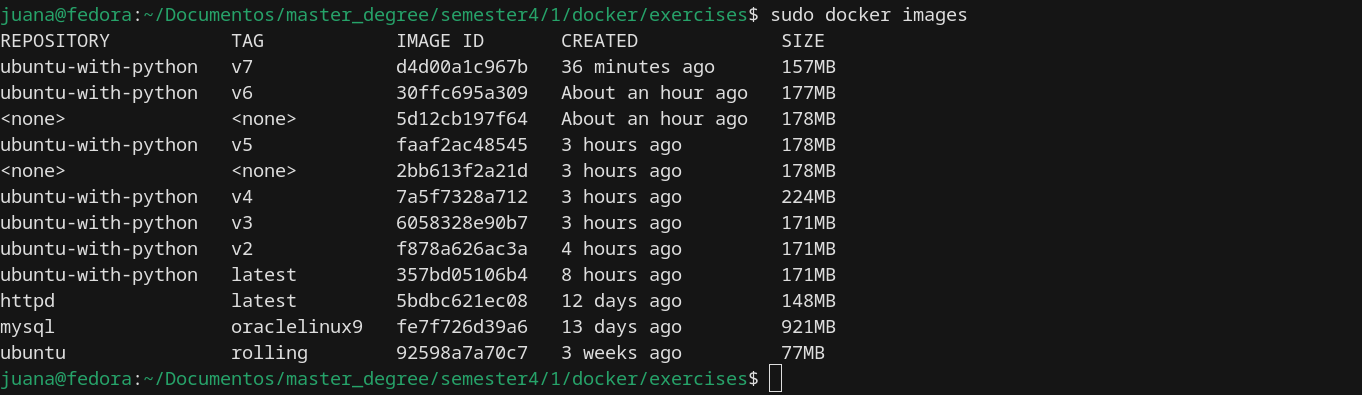 juana@fedora:~/Documentos/master_degree/semester4/1/docker/exercises$ sudo docker images
REPOSITORY           TAG            IMAGE ID       CREATED             SIZE
ubuntu-with-python   v7             d4d00a1c967b   36 minutes ago      157MB
ubuntu-with-python   v6             30ffc695a309   About an hour ago   177MB
<none>               <none>         5d12cb197f64   About an hour ago   178MB
ubuntu-with-python   v5             faaf2ac48545   3 hours ago         178MB
<none>               <none>         2bb613f2a21d   3 hours ago         178MB
ubuntu-with-python   v4             7a5f7328a712   3 hours ago         224MB
ubuntu-with-python   v3             6058328e90b7   3 hours ago         171MB
ubuntu-with-python   v2             f878a626ac3a   4 hours ago         171MB
ubuntu-with-python   latest         357bd05106b4   8 hours ago         171MB
httpd                latest         5bdbc621ec08   12 days ago         148MB
mysql                oraclelinux9   fe7f726d39a6   13 days ago         921MB
ubuntu               rolling        92598a7a70c7   3 weeks ago         77MB
juana@fedora:~/Documentos/master_degree/semester4/1/docker/exercises$